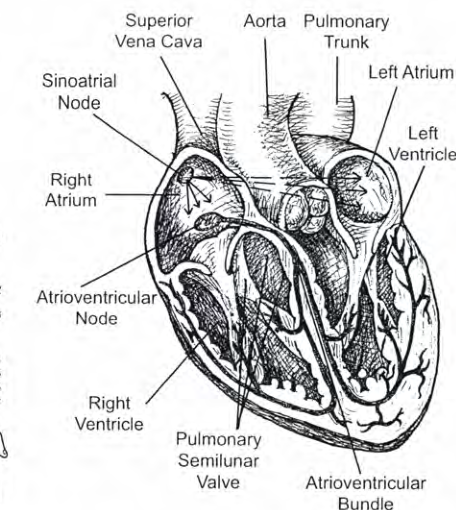 Superior
Vena Cava
Aorta
Pulmonary
Trunk
Sinoatrial
Node
Left Atrium
Left
Ventricle
Right
Atrium
Atrioventricular
Node
Right
Ventricle
Pulmonary
Semilunar
Valve
Atrioventricular
Bundle